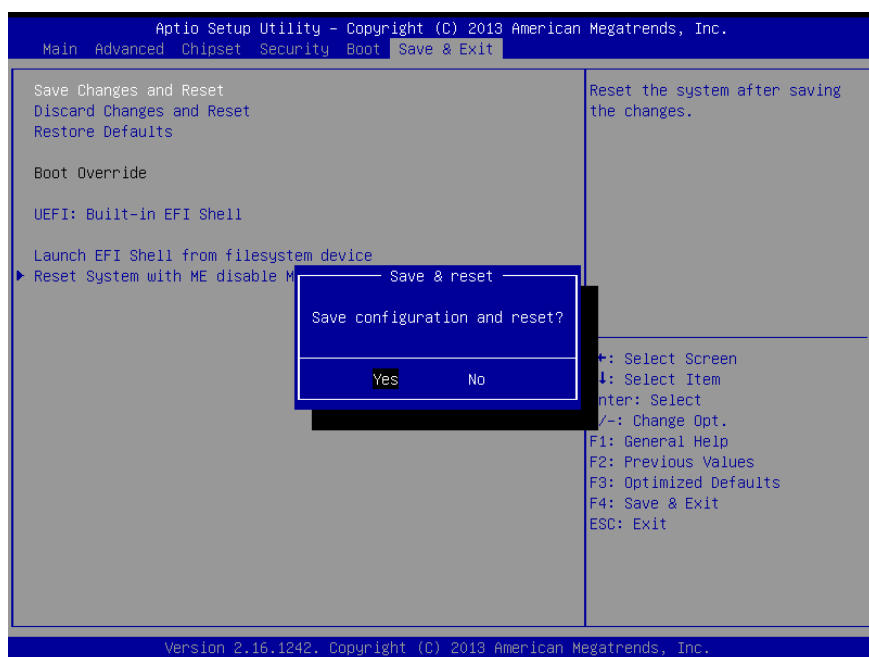 Aptio Setup Utility – Copyright (C) 2013 American Megatrends, Inc.
Main Advanced Chipset Security Boot Save & Exit
Save Changes and Reset
Discard Changes and Reset
Restore Defaults
Boot Override
UEFI: Built-in EFI Shell
Launch EFI Shell from filesystem device
Reset System with ME disable M
Save & reset
Save configuration and reset?
Yes No
Reset the system after saving
the changes.
: Select Screen
: Select Item
nter: Select
/-: Change Opt.
F1: General Help
F2: Previous Values
F3: Optimized Defaults
F4: Save & Exit
ESC: Exit
Version 2.16.1242. Copyright (C) 2013 American Megatrends, Inc.